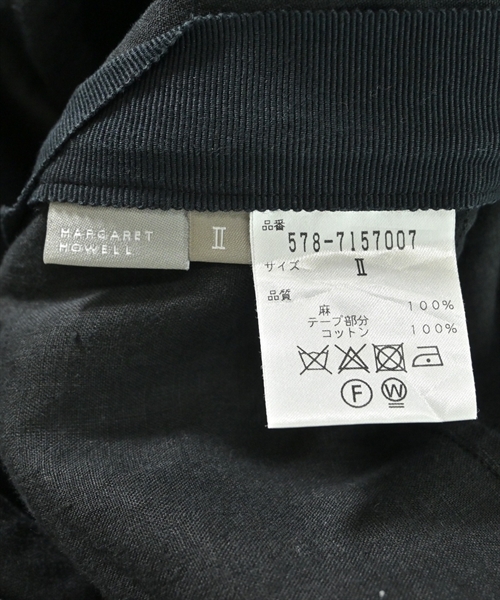 MARGARET
HOWELL
II
品番
578-7157007
サイズ II
品質
麻 100%
テープ部分
コットン 100%
F W